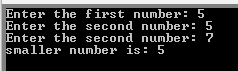 Enter the first number: 5
Enter the second number: 5
Enter the second number: 7
smaller number is: 5